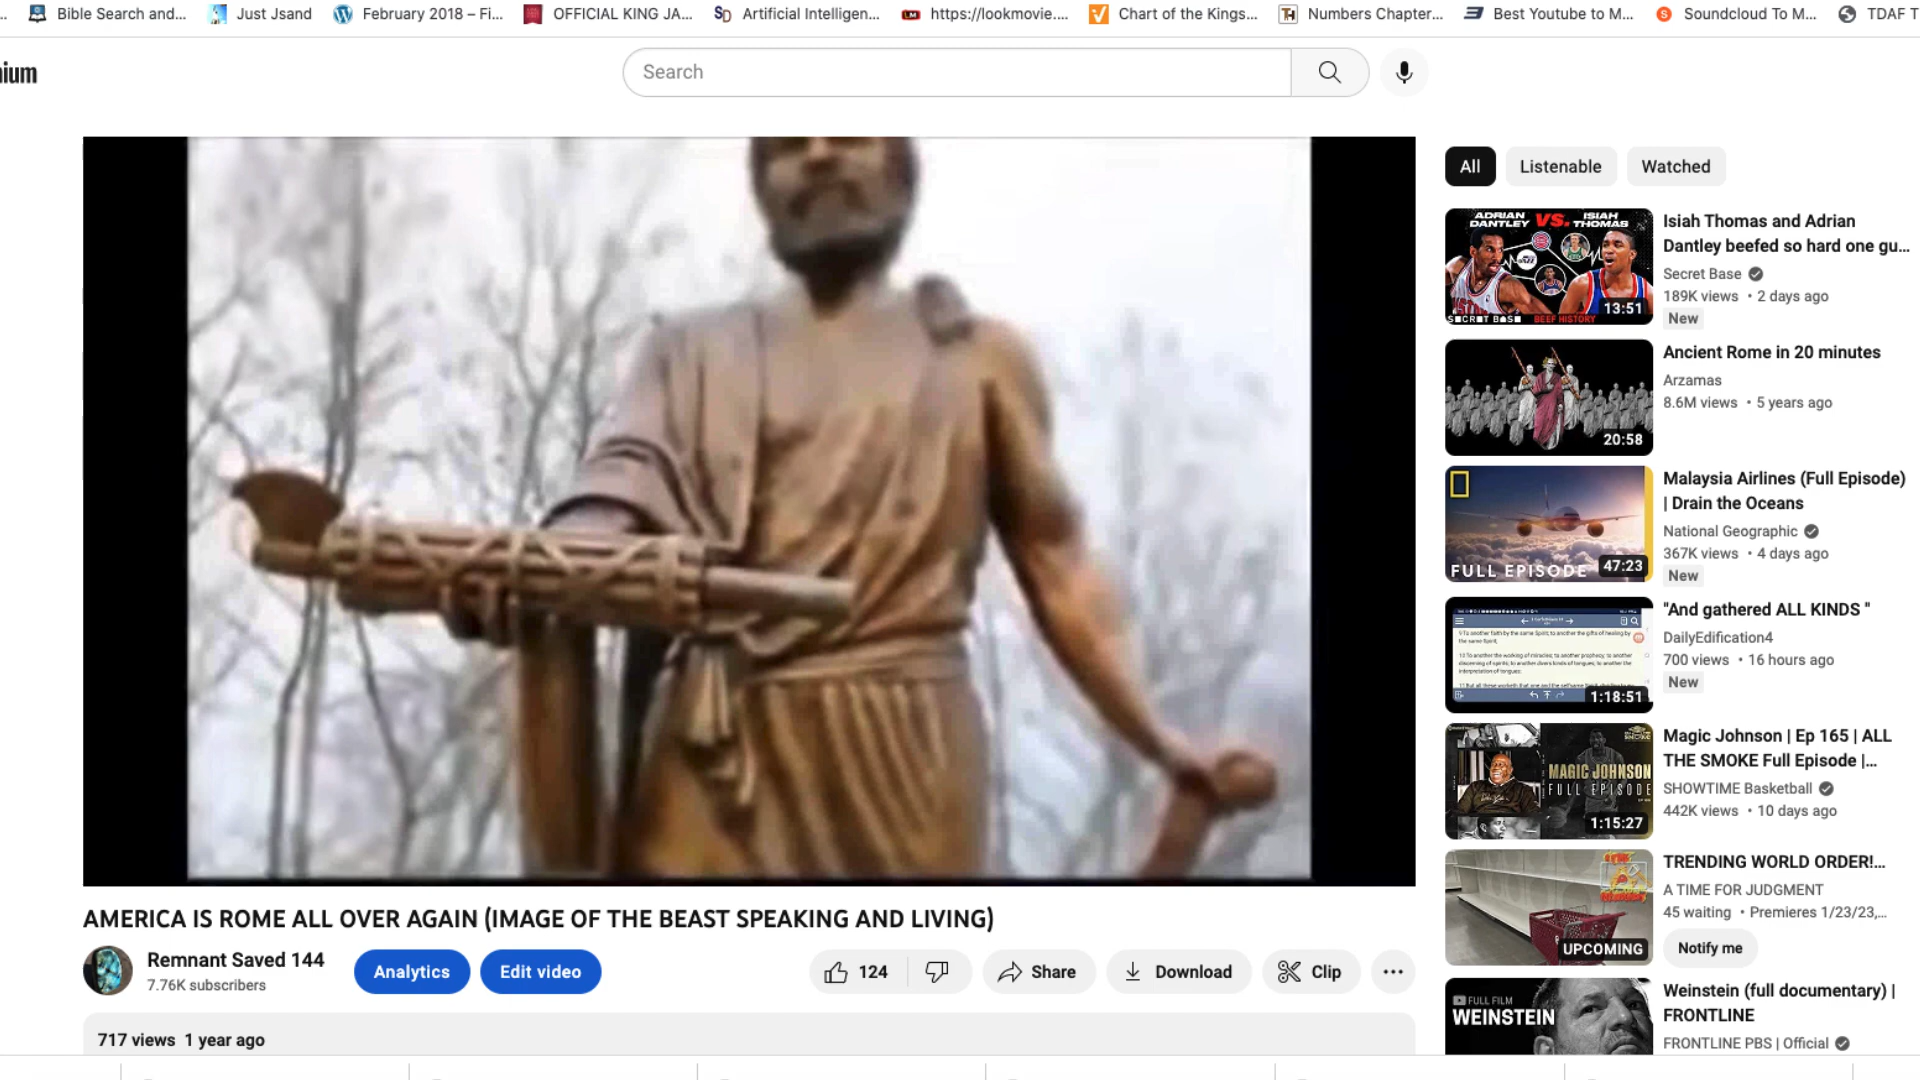 Bible Search and...
Just Jsand
February 2018 – Fi...
OFFICIAL KING JA...
Artificial Intelligen...
https://lookmovie....
Chart of the Kings...
Numbers Chapter...
Best Youtube to M...
Soundcloud To M...
TDAF T
ium
Search
AMERICA IS ROME ALL OVER AGAIN (IMAGE OF THE BEAST SPEAKING AND LIVING)
Remnant Saved 144
7.76K subscribers
Analytics
Edit video
124
Share
Download
Clip
717 views 1 year ago
All
Listenable
Watched
ADRIAN DANTLEY VS. ISIAH THOMAS
SECRET BASE BEEF HISTORY
13:51
Isiah Thomas and Adrian
Dantley beefed so hard one gu...
Secret Base
189K views • 2 days ago
New
20:58
Ancient Rome in 20 minutes
Arzamas
8.6M views • 5 years ago
FULL EPISODE
47:23
Malaysia Airlines (Full Episode)
| Drain the Oceans
National Geographic
367K views • 4 days ago
New
1:18:51
"And gathered ALL KINDS "
DailyEdification4
700 views • 16 hours ago
New
MAGIC JOHNSON
FULL EPISODE
1:15:27
Magic Johnson | Ep 165 | ALL
THE SMOKE Full Episode |...
SHOWTIME Basketball
442K views • 10 days ago
UPCOMING
TRENDING WORLD ORDER!...
A TIME FOR JUDGMENT
45 waiting • Premieres 1/23/23,...
Notify me
FULL FILM
WEINSTEIN
Weinstein (full documentary) |
FRONTLINE
FRONTLINE PBS | Official